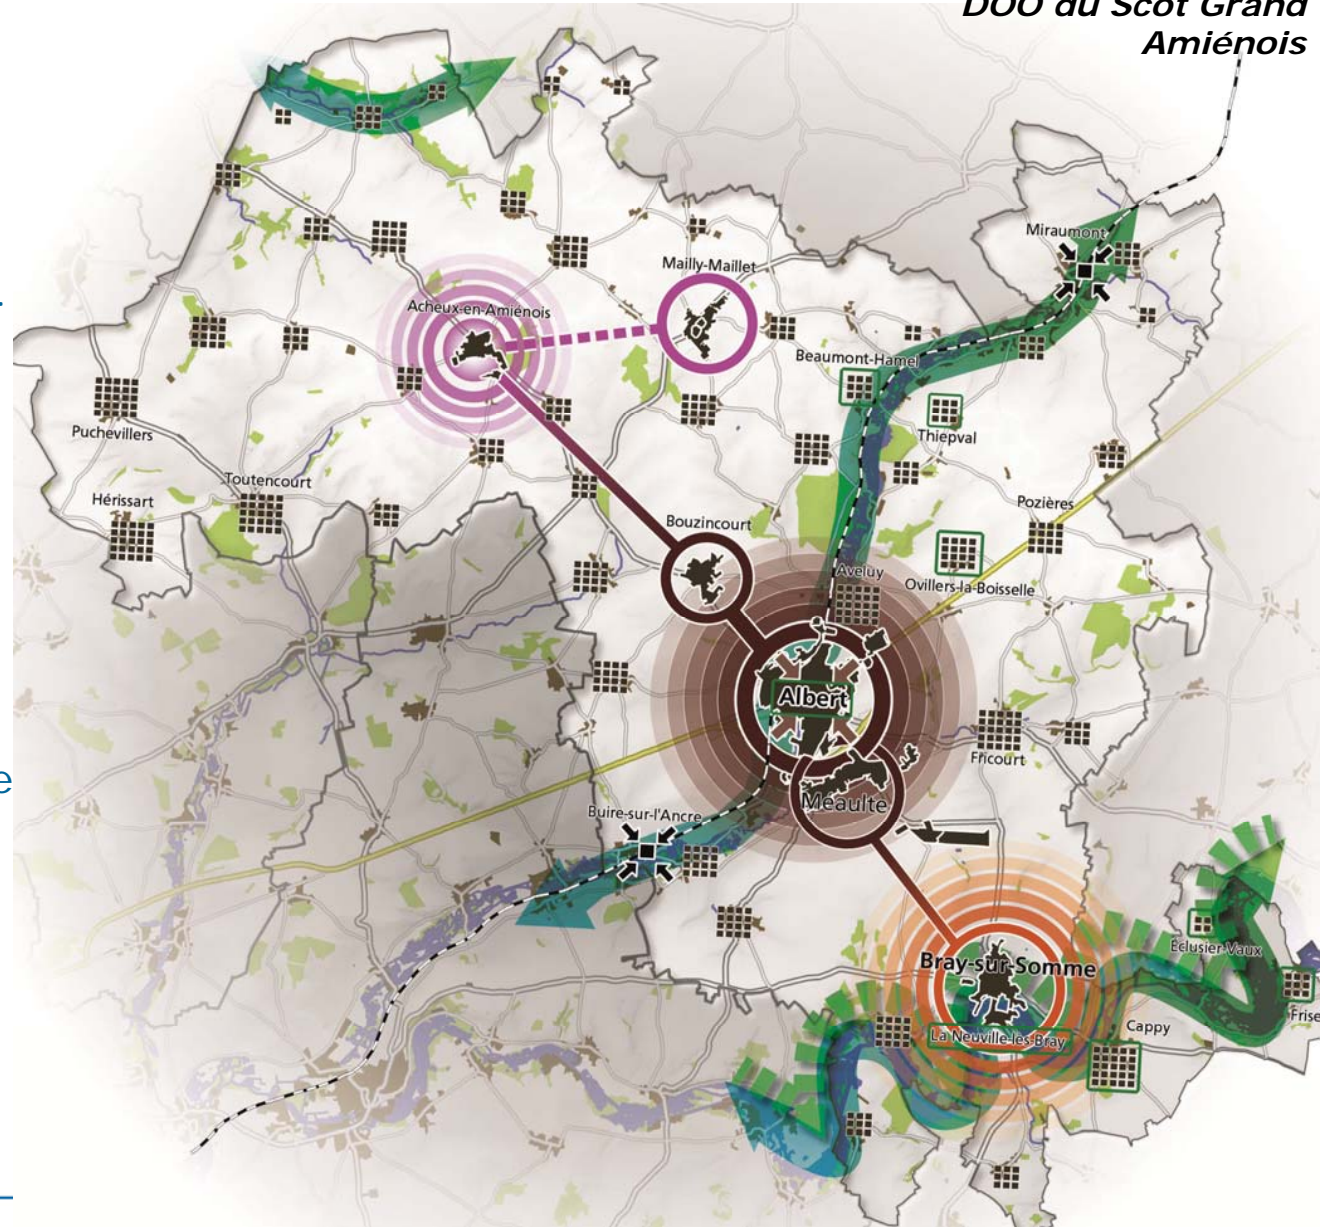 DOO du Scot Grand
Amiénois
Miraumont
Mailly-Maillet
Acheux-en-Amiénois
Beaumont-Hamel
Puchevillers
Thiepval
Toutencourt
Hérissart
Pozières
Bouzincourt
Aveluy
Ovillers-la-Boisselle
Albert
Fricourt
e
Méaulte
Buire-sur-l'Ancre
Éclusier-Vaux
Bray-sur-Somme
Frise
Cappy
La Neuville-lès-Bray